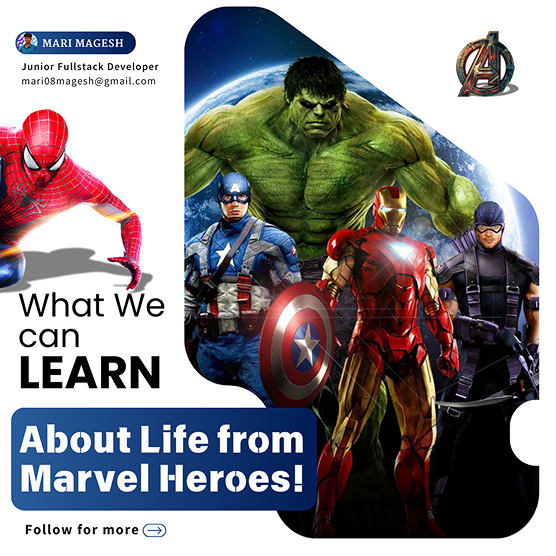 MARI MAGESH
Junior Fullstack Developer
mari08magesh@gmail.com
What We
can
LEARN
About Life from
Marvel Heroes!
Follow for more